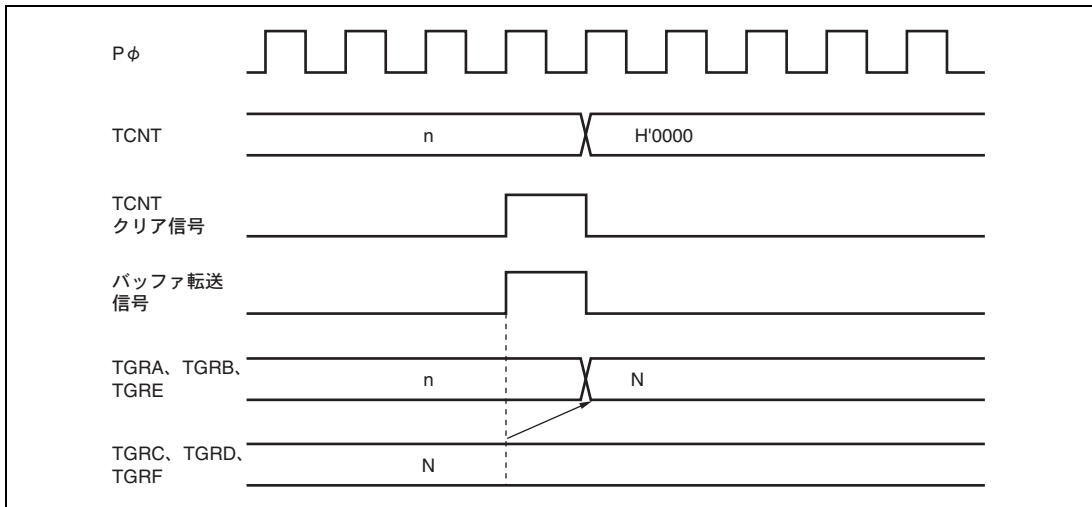 Pφ
TCNT
n
H'0000
TCNT
クリア信号
バッファ転送
信号
TGRA、TGRB、
TGRE
n
N
TGRC、TGRD、
TGRF
N